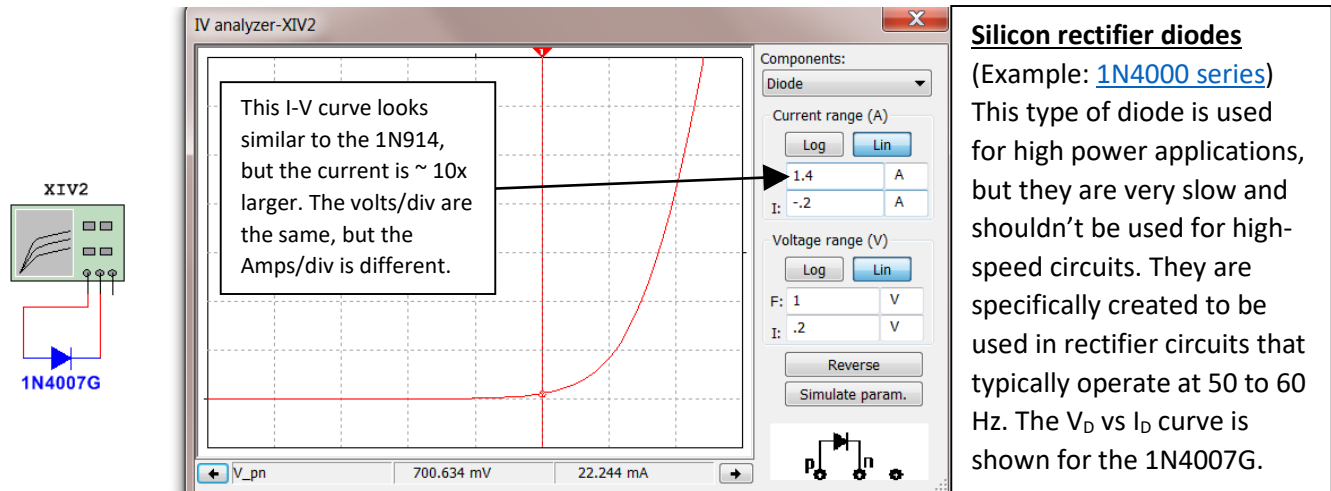 XIV2
1N4007G
IV analyzer-XIV2
X
1
This I-V curve looks
similar to the 1N914,
but the current is ~ 10x
larger. The volts/div are
the same, but the
Amps/div is different.
Components:
Diode
Current range (A)
Log Lin
1.4 A
I: -.2 A
Voltage range (V)
Log Lin
F: 1 V
I: .2 V
Reverse
Simulate param.
p n
V_pn 700.634 mV 22.244 mA
Silicon rectifier diodes
(Example: 1N4000 series)
This type of diode is used
for high power applications,
but they are very slow and
shouldn’t be used for high-
speed circuits. They are
specifically created to be
used in rectifier circuits that
typically operate at 50 to 60
Hz. The VD vs ID curve is
shown for the 1N4007G.